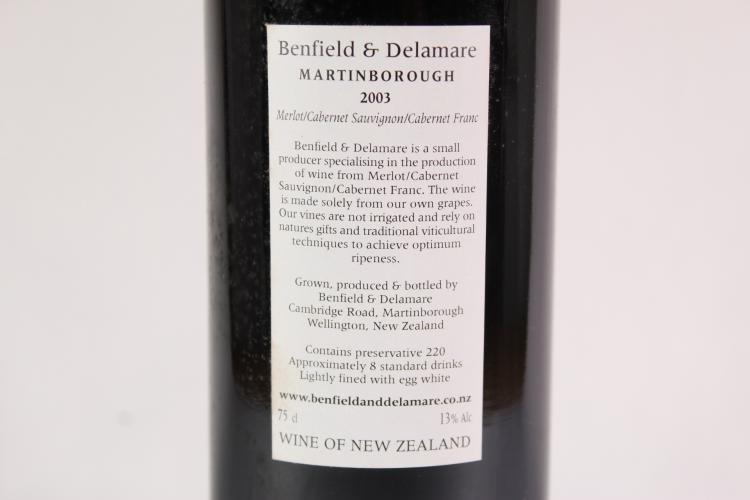 Benfield & Delamare
MARTINBOROUGH
2003
Merlot/Cabernet Sauvignon/Cabernet Franc
Benfield & Delamare is a small
producer specialising in the production
of wine from Merlot/Cabernet
Sauvignon/Cabernet Franc. The wine
is made solely from our own grapes.
Our vines are not irrigated and rely on
natures gifts and traditional viticultural
techniques to achieve optimum
ripeness.
Grown, produced & bottled by
Benfield & Delamare
Cambridge Road, Martinborough
Wellington, New Zealand
Contains preservative 220
Approximately 8 standard drinks
Lightly fined with egg white
www.benfieldanddelamare.co.nz
75 cl 13% Alc
WINE OF NEW ZEALAND